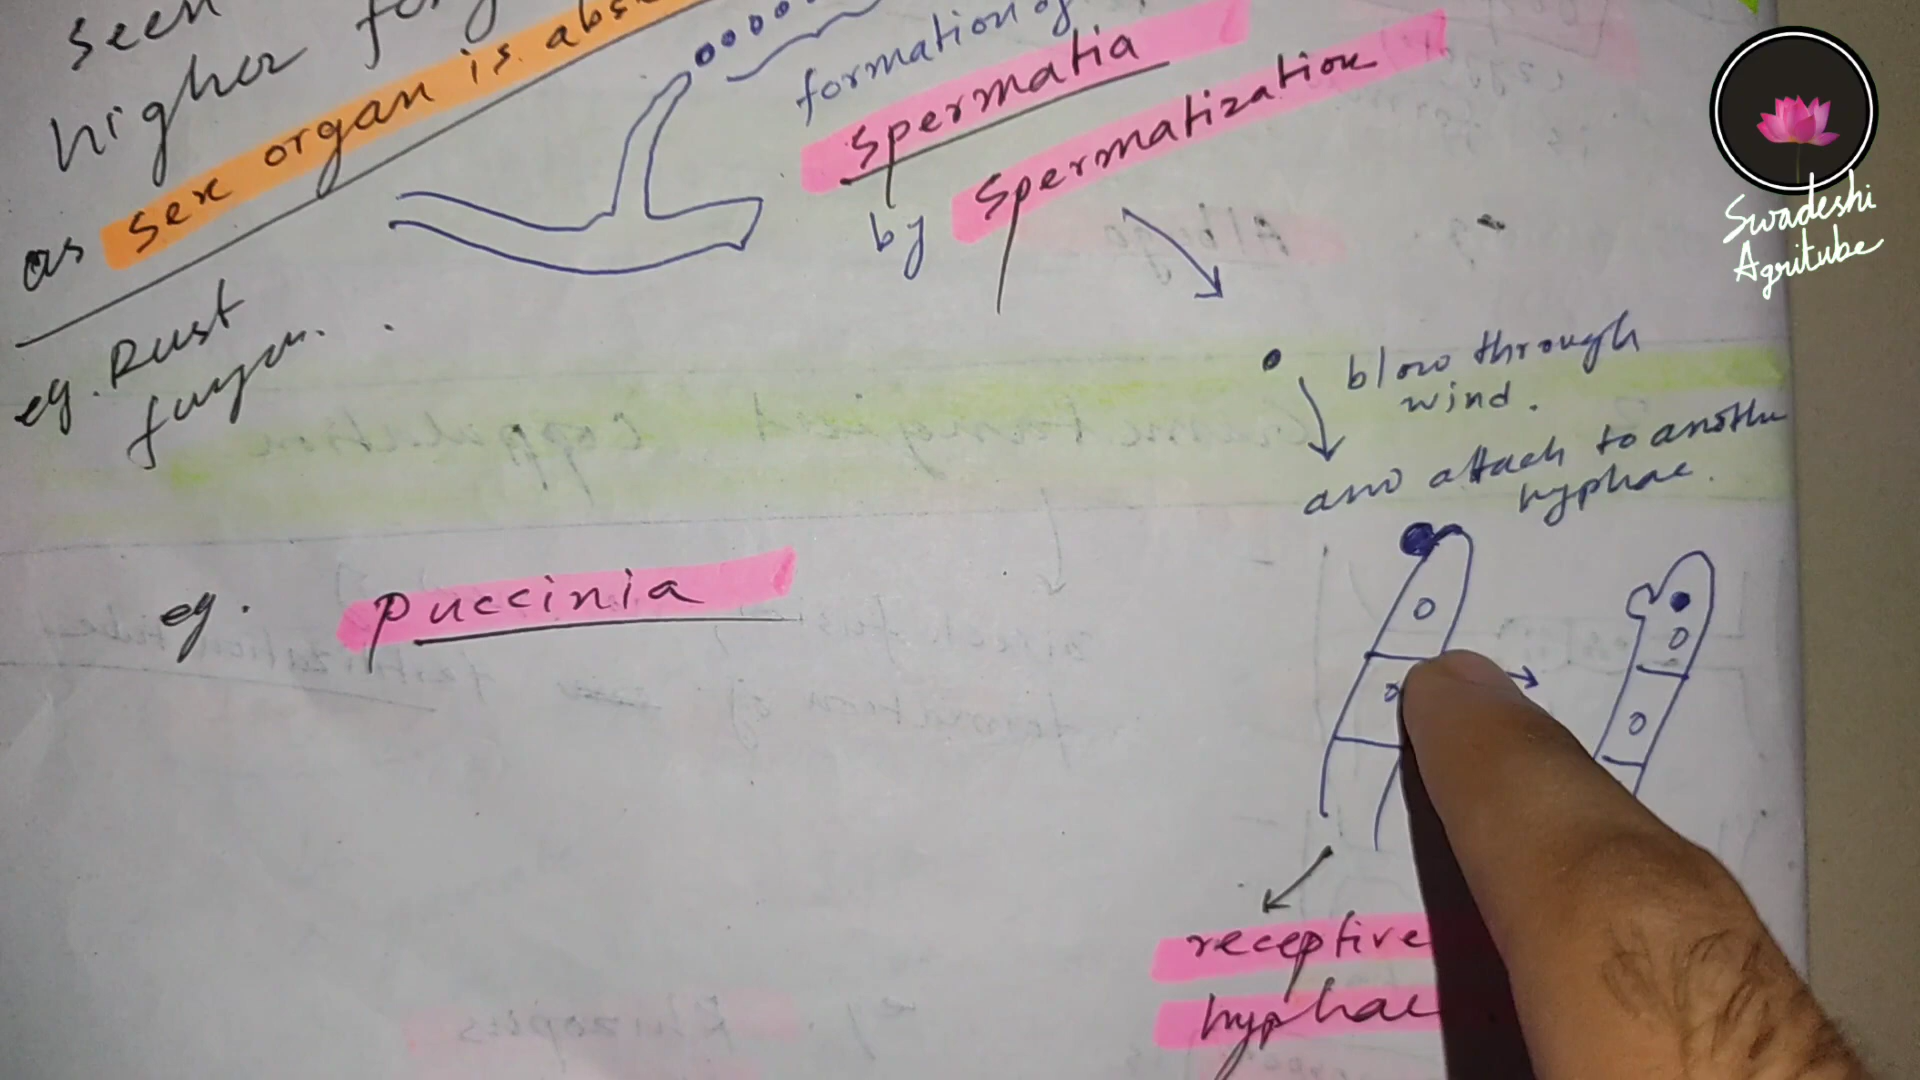 seen
higher
as sex organ is
eg. Rust
formation of
spermatia
by spermatization
blow through
wind.
and attach to another
hyphae.
eg. puccinia
receptive
hyphae
Swadeshi
Agritube